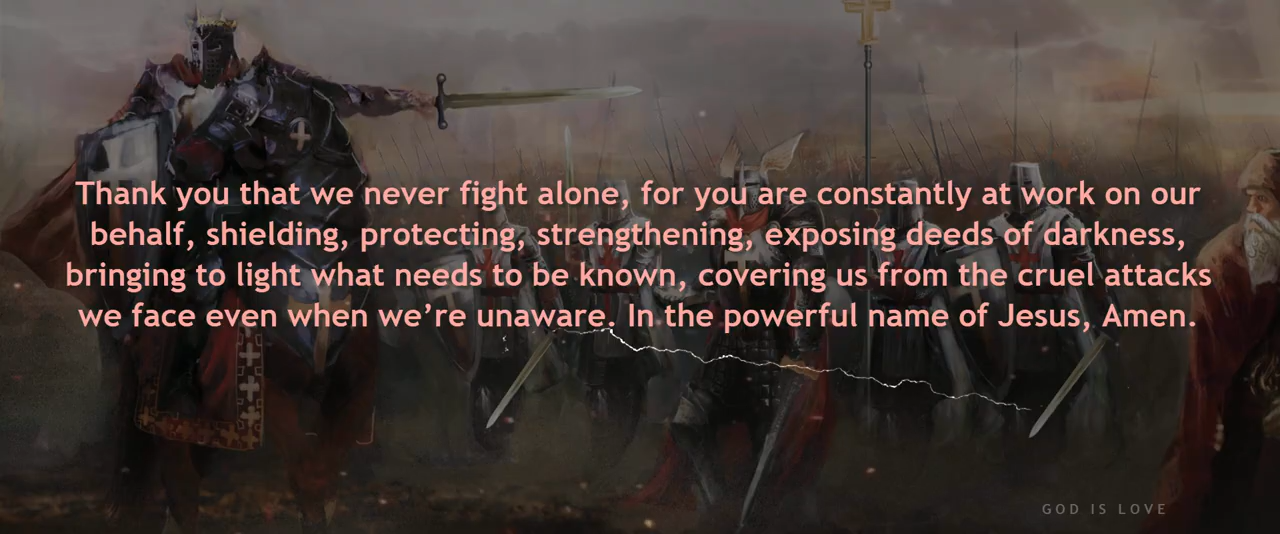 Thank you that we never fight alone, for you are constantly at work on our
behalf, shielding, protecting, strengthening, exposing deeds of darkness,
bringing to light what needs to be known, covering us from the cruel attacks
we face even when we’re unaware. In the powerful name of Jesus, Amen.
GOD IS LOVE